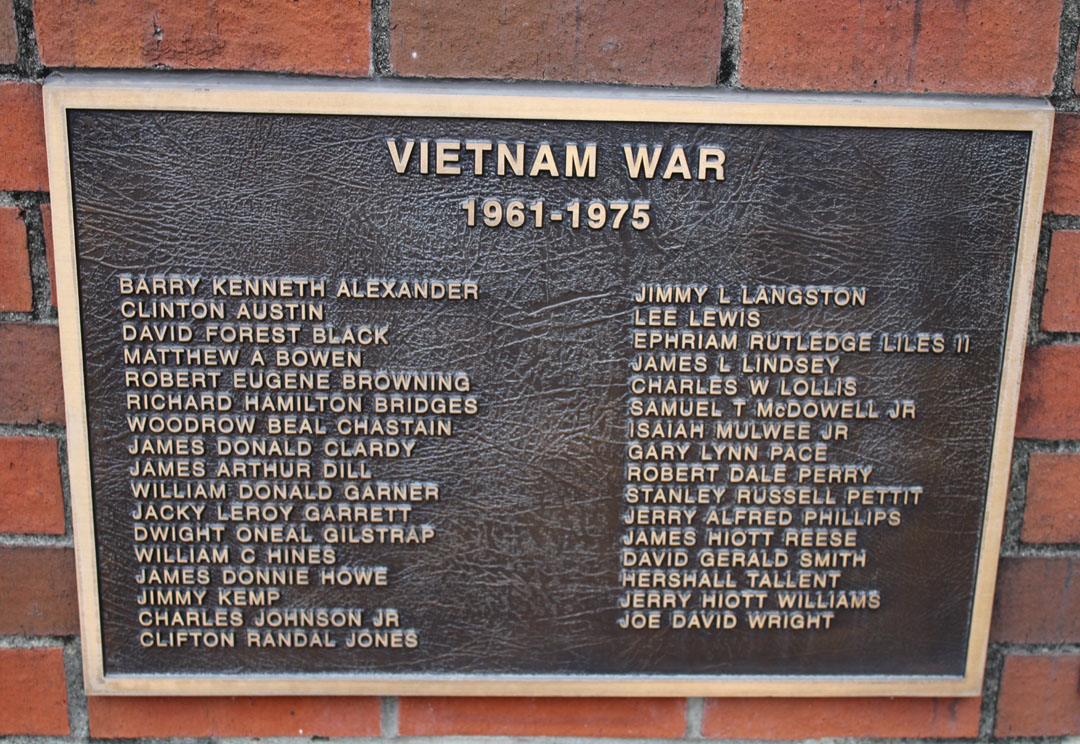 VIETNAM WAR
1961-1975
BARRY KENNETH ALEXANDER
CLINTON AUSTIN
DAVID FOREST BLACK
MATTHEW A BOWEN
ROBERT EUGENE BROWNING
RICHARD HAMILTON BRIDGES
WOODROW BEAL CHASTAIN
JAMES DONALD CLARDY
JAMES ARTHUR DILL
WILLIAM DONALD GARNER
JACKY LEROY GARRETT
DWIGHT ONEAL GILSTRAP
WILLIAM C HINES
JAMES DONNIE HOWE
JIMMY KEMP
CHARLES JOHNSON JR
CLIFTON RANDAL JONES
JIMMY L LANGSTON
LEE LEWIS
EPHRIAM RUTLEDGE LILES II
JAMES L LINDSEY
CHARLES W LOLLIS
SAMUEL T McDOWELL JR
ISAIAH MULWEE JR
GARY LYNN PACE
ROBERT DALE PERRY
STANLEY RUSSELL PETTIT
JERRY ALFRED PHILLIPS
JAMES HIOTT REESE
DAVID GERALD SMITH
HERSHALL TALLENT
JERRY HIOTT WILLIAMS
JOE DAVID WRIGHT